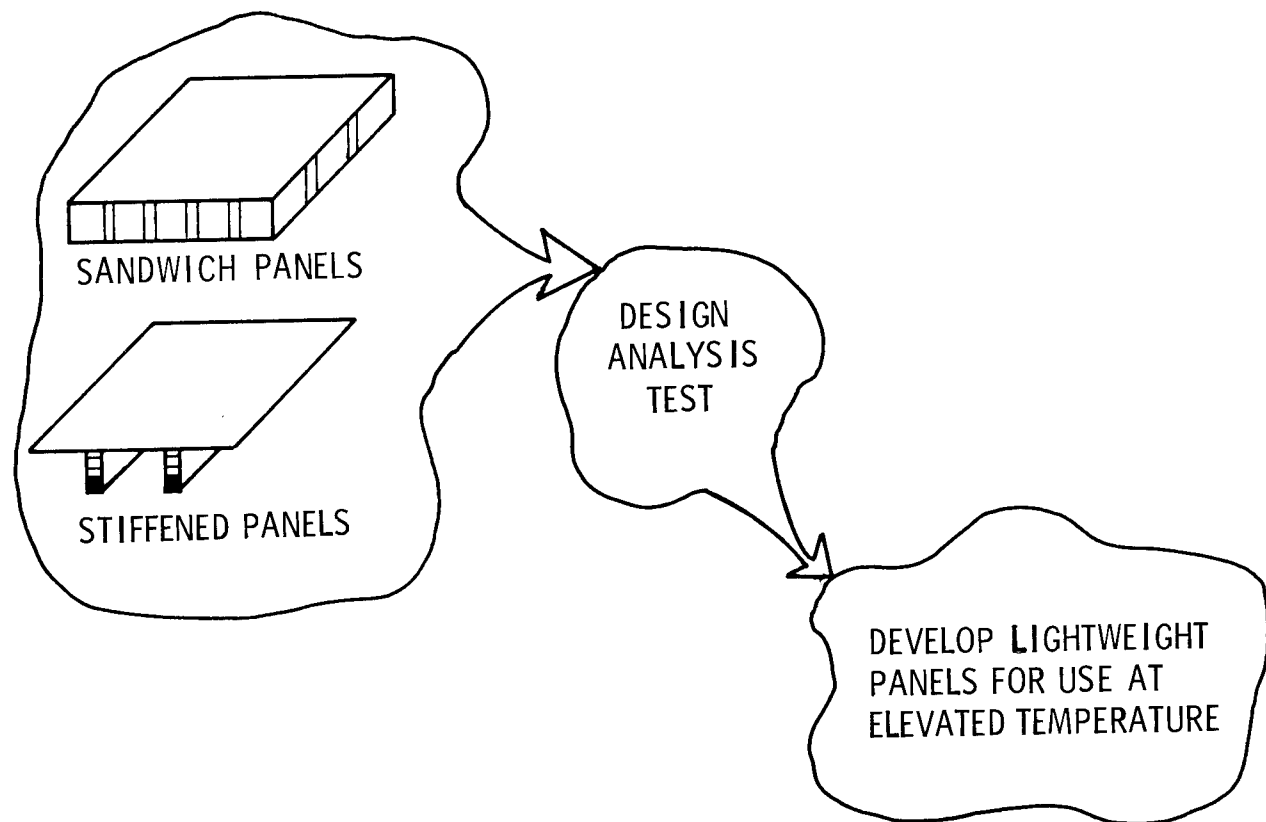 SANDWICH PANELS
STIFFENED PANELS
DESIGN
ANALYSIS
TEST
DEVELOP LIGHTWEIGHT
PANELS FOR USE AT
ELEVATED TEMPERATURE